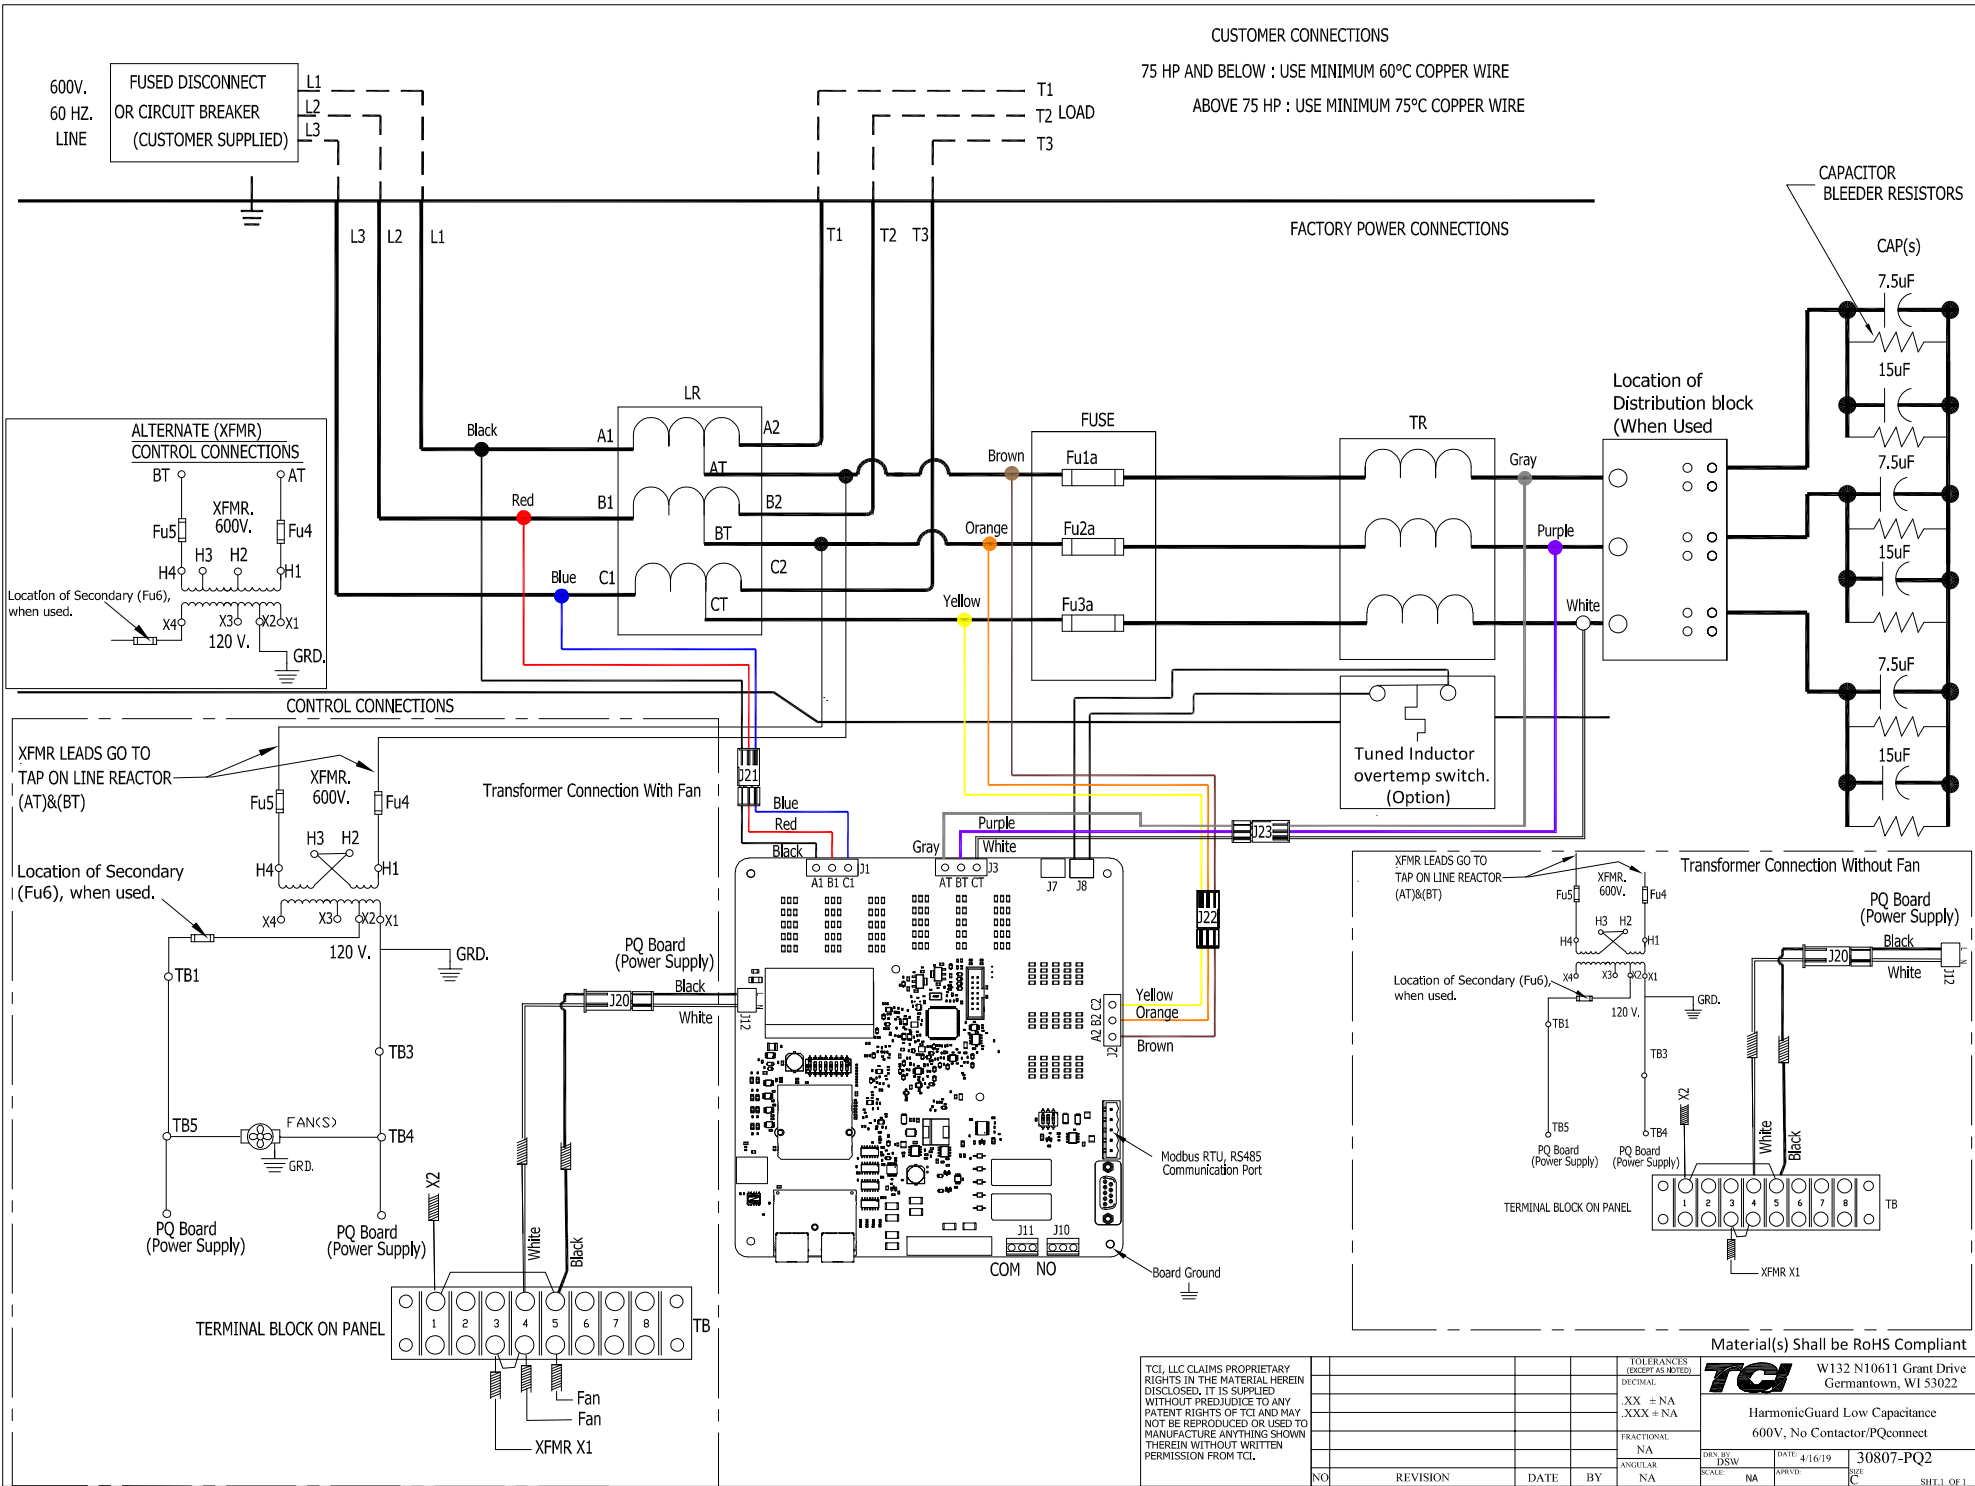 CUSTOMER CONNECTIONS
75 HP AND BELOW : USE MINIMUM 60°C COPPER WIRE
ABOVE 75 HP : USE MINIMUM 75°C COPPER WIRE
600V.
60 HZ.
LINE
FUSED DISCONNECT
OR CIRCUIT BREAKER
(CUSTOMER SUPPLIED)
L1
L2
L3
T1
T2 LOAD
T3
L3
L2
L1
T1
T2
T3
FACTORY POWER CONNECTIONS
CAPACITOR
BLEEDER RESISTORS
CAP(s)
7.5uF
15uF
7.5uF
15uF
7.5uF
15uF
Location of
Distribution block
(When Used
LR
A1
A2
AT
B1
B2
BT
C1
C2
CT
Black
Red
Blue
FUSE
Fu1a
Fu2a
Fu3a
Brown
Orange
Yellow
TR
Gray
Purple
White
ALTERNATE (XFMR)
CONTROL CONNECTIONS
BT
AT
XFMR.
600V.
Fu5
Fu4
H3
H2
H4
H1
Location of Secondary (Fu6),
when used.
X4
X3
X2
X1
120 V.
GRD.
CONTROL CONNECTIONS
XFMR LEADS GO TO
TAP ON LINE REACTOR
(AT)&(BT)
XFMR.
600V.
Fu5
Fu4
Transformer Connection With Fan
H3
H2
H4
H1
Location of Secondary
(Fu6), when used.
X4
X3
X2
X1
120 V.
GRD.
TB1
TB3
TB5
FAN(S)
TB4
GRD.
PQ Board
(Power Supply)
PQ Board
(Power Supply)
PQ Board
(Power Supply)
J20
Black
White
J12
X2
White
Black
TERMINAL BLOCK ON PANEL
1
2
3
4
5
6
7
8
TB
Fan
Fan
XFMR X1
J21
Blue
Red
Black
J1
A1 B1 C1
Gray
Purple
White
J3
AT BT CT
J7
J8
J23
Tuned Inductor
overtemp switch.
(Option)
J22
Yellow
Orange
Brown
A2 B2 C2
J2
Modbus RTU, RS485
Communication Port
J11
J10
COM
NO
Board Ground
XFMR LEADS GO TO
TAP ON LINE REACTOR
(AT)&(BT)
XFMR.
600V.
Fu5
Fu4
Transformer Connection Without Fan
PQ Board
(Power Supply)
H3
H2
H4
H1
J20
Black
White
J12
Location of Secondary (Fu6),
when used.
X4
X3
X2
X1
120 V.
GRD.
TB1
TB3
TB5
TB4
PQ Board
(Power Supply)
PQ Board
(Power Supply)
X2
White
Black
TERMINAL BLOCK ON PANEL
1
2
3
4
5
6
7
8
TB
XFMR X1
Material(s) Shall be RoHS Compliant
TCI, LLC CLAIMS PROPRIETARY
RIGHTS IN THE MATERIAL HEREIN
DISCLOSED. IT IS SUPPLIED
WITHOUT PREDJUDICE TO ANY
PATENT RIGHTS OF TCI AND MAY
NOT BE REPRODUCED OR USED TO
MANUFACTURE ANYTHING SHOWN
THEREIN WITHOUT WRITTEN
PERMISSION FROM TCI.
NO
REVISION
DATE
BY
TOLERANCES
(EXCEPT AS NOTED)
DECIMAL
.XX ± NA
.XXX ± NA
FRACTIONAL
NA
ANGULAR
NA
TCI
W132 N10611 Grant Drive
Germantown, WI 53022
HarmonicGuard Low Capacitance
600V, No Contactor/PQconnect
DRN. BY
DSW
DATE: 4/16/19
30807-PQ2
SCALE: NA
APRVD:
SIZE
C
SHT.1 OF 1